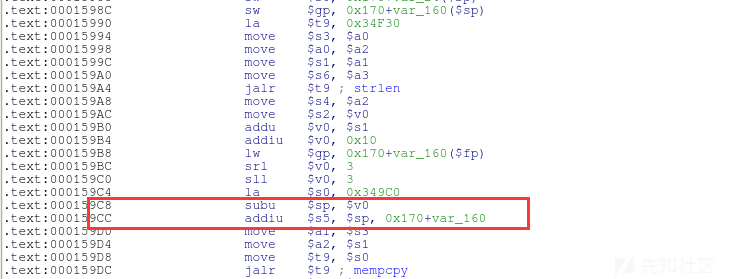 .text:0001598C sw $gp, 0x170+var_160($sp)
.text:00015990 la $t9, 0x34F30
.text:00015994 move $s3, $a0
.text:00015998 move $a0, $a2
.text:0001599C move $s1, $a1
.text:000159A0 move $s6, $a3
.text:000159A4 jalr $t9 ; strlen
.text:000159A8 move $s4, $a2
.text:000159AC move $s2, $v0
.text:000159B0 addu $v0, $s1
.text:000159B4 addiu $v0, 0x10
.text:000159B8 lw $gp, 0x170+var_160($fp)
.text:000159BC srl $v0, 3
.text:000159C0 sll $v0, 3
.text:000159C4 la $s0, 0x349C0
.text:000159C8 subu $sp, $v0
.text:000159CC addiu $s5, $sp, 0x170+var_160
.text:000159D0 move $a1, $s3
.text:000159D4 move $a2, $s1
.text:000159D8 move $t9, $s0
.text:000159DC jalr $t9 ; mempcpy
先知社区